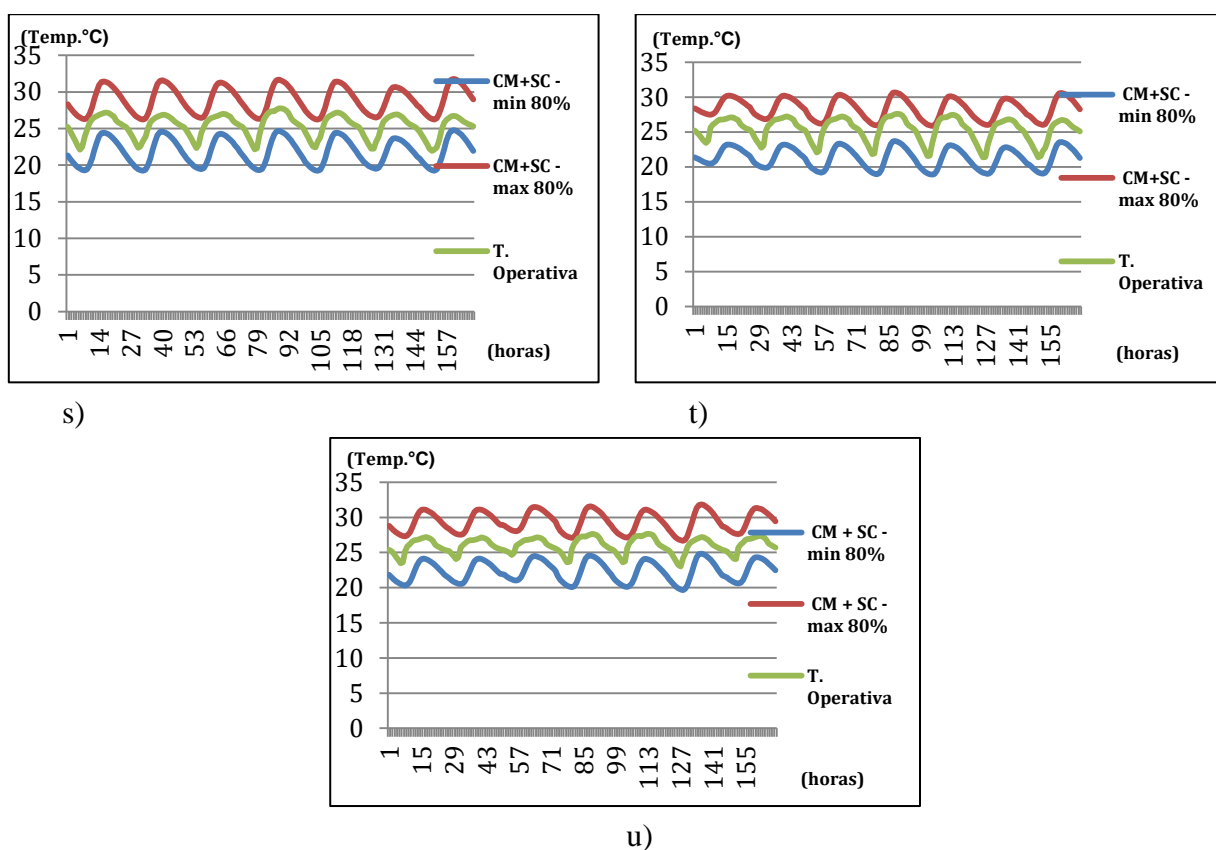 (Temp.°C)
35
30
25
20
15
10
5
0
1
14
27
40
53
66
79
92
105
118
131
144
157
(horas)
CM+SC -
min 80%
CM+SC -
max 80%
T.
Operativa
s)
(Temp.°C)
35
30
25
20
15
10
5
0
1
15
29
43
57
71
85
99
113
127
141
155
(horas)
CM+SC -
min 80%
CM+SC -
max 80%
T.
Operativa
t)
(Temp.°C)
35
30
25
20
15
10
5
0
1
15
29
43
57
71
85
99
113
127
141
155
(horas)
CM + SC -
min 80%
CM + SC -
max 80%
T.
Operativa
u)